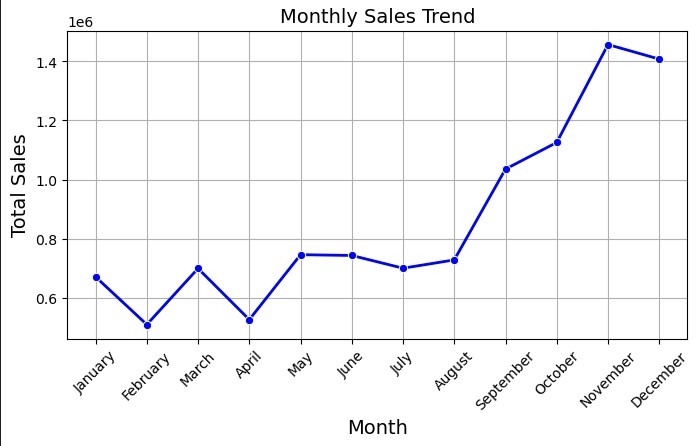 Monthly Sales Trend
1e6
Total Sales
1.4
1.2
1.0
0.8
0.6
January
February
March
April
May
June
July
August
September
October
November
December
Month